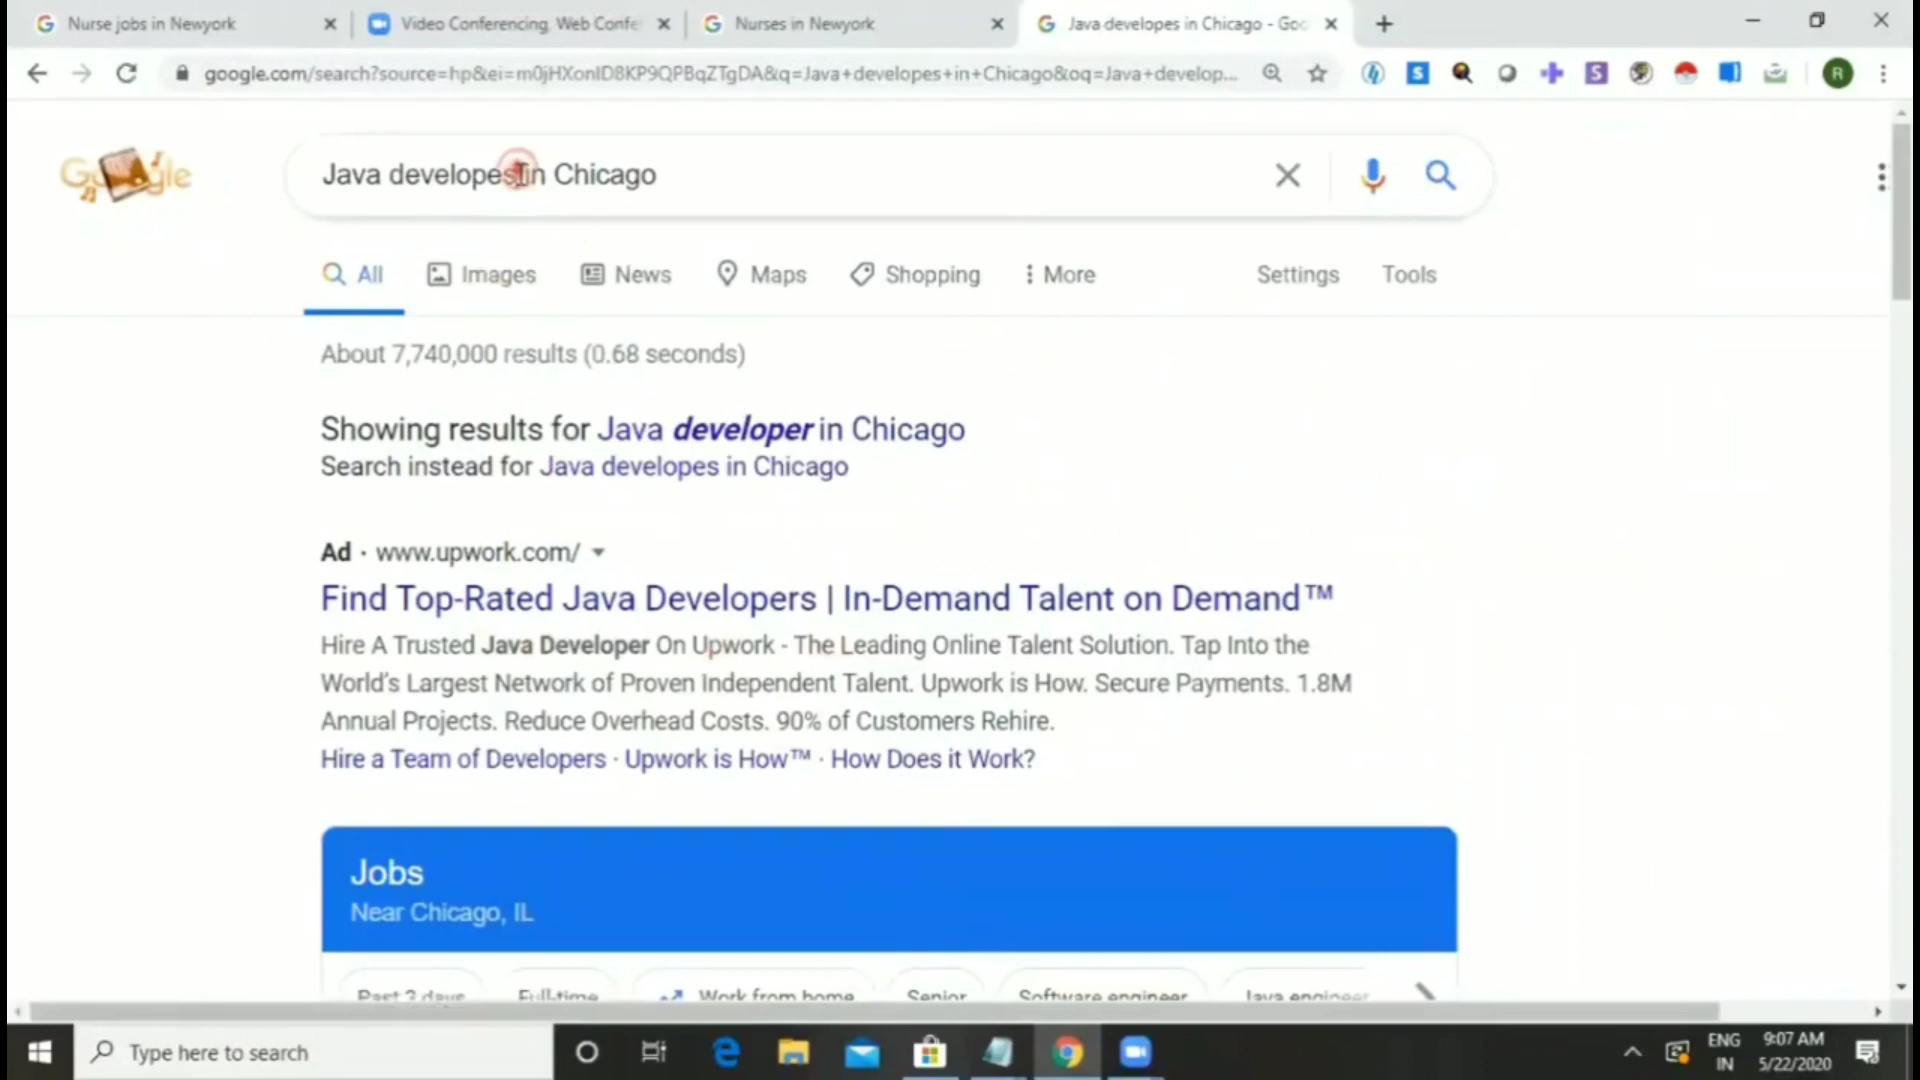 Nurse jobs in Newyork
Video Conferencing, Web Confe
Nurses in Newyork
Java developes in Chicago - Goo
google.com/search?source=hp&ei=m0jHXonID8KP9QPBqZTgDA&q=Java+developes+in+Chicago&oq=Java+develop...
R
Google
Java developes in Chicago
All
Images
News
Maps
Shopping
More
Settings
Tools
About 7,740,000 results (0.68 seconds)
Showing results for Java developer in Chicago
Search instead for Java developes in Chicago
Ad · www.upwork.com/
Find Top-Rated Java Developers | In-Demand Talent on Demand™
Hire A Trusted Java Developer On Upwork - The Leading Online Talent Solution. Tap Into the
World's Largest Network of Proven Independent Talent. Upwork is How. Secure Payments. 1.8M
Annual Projects. Reduce Overhead Costs. 90% of Customers Rehire.
Hire a Team of Developers · Upwork is How™ · How Does it Work?
Jobs
Near Chicago, IL
Past 3 days
Full-time
Work from home
Senior
Software engineer
Java engineer
Type here to search
ENG
IN
9:07 AM
5/22/2020